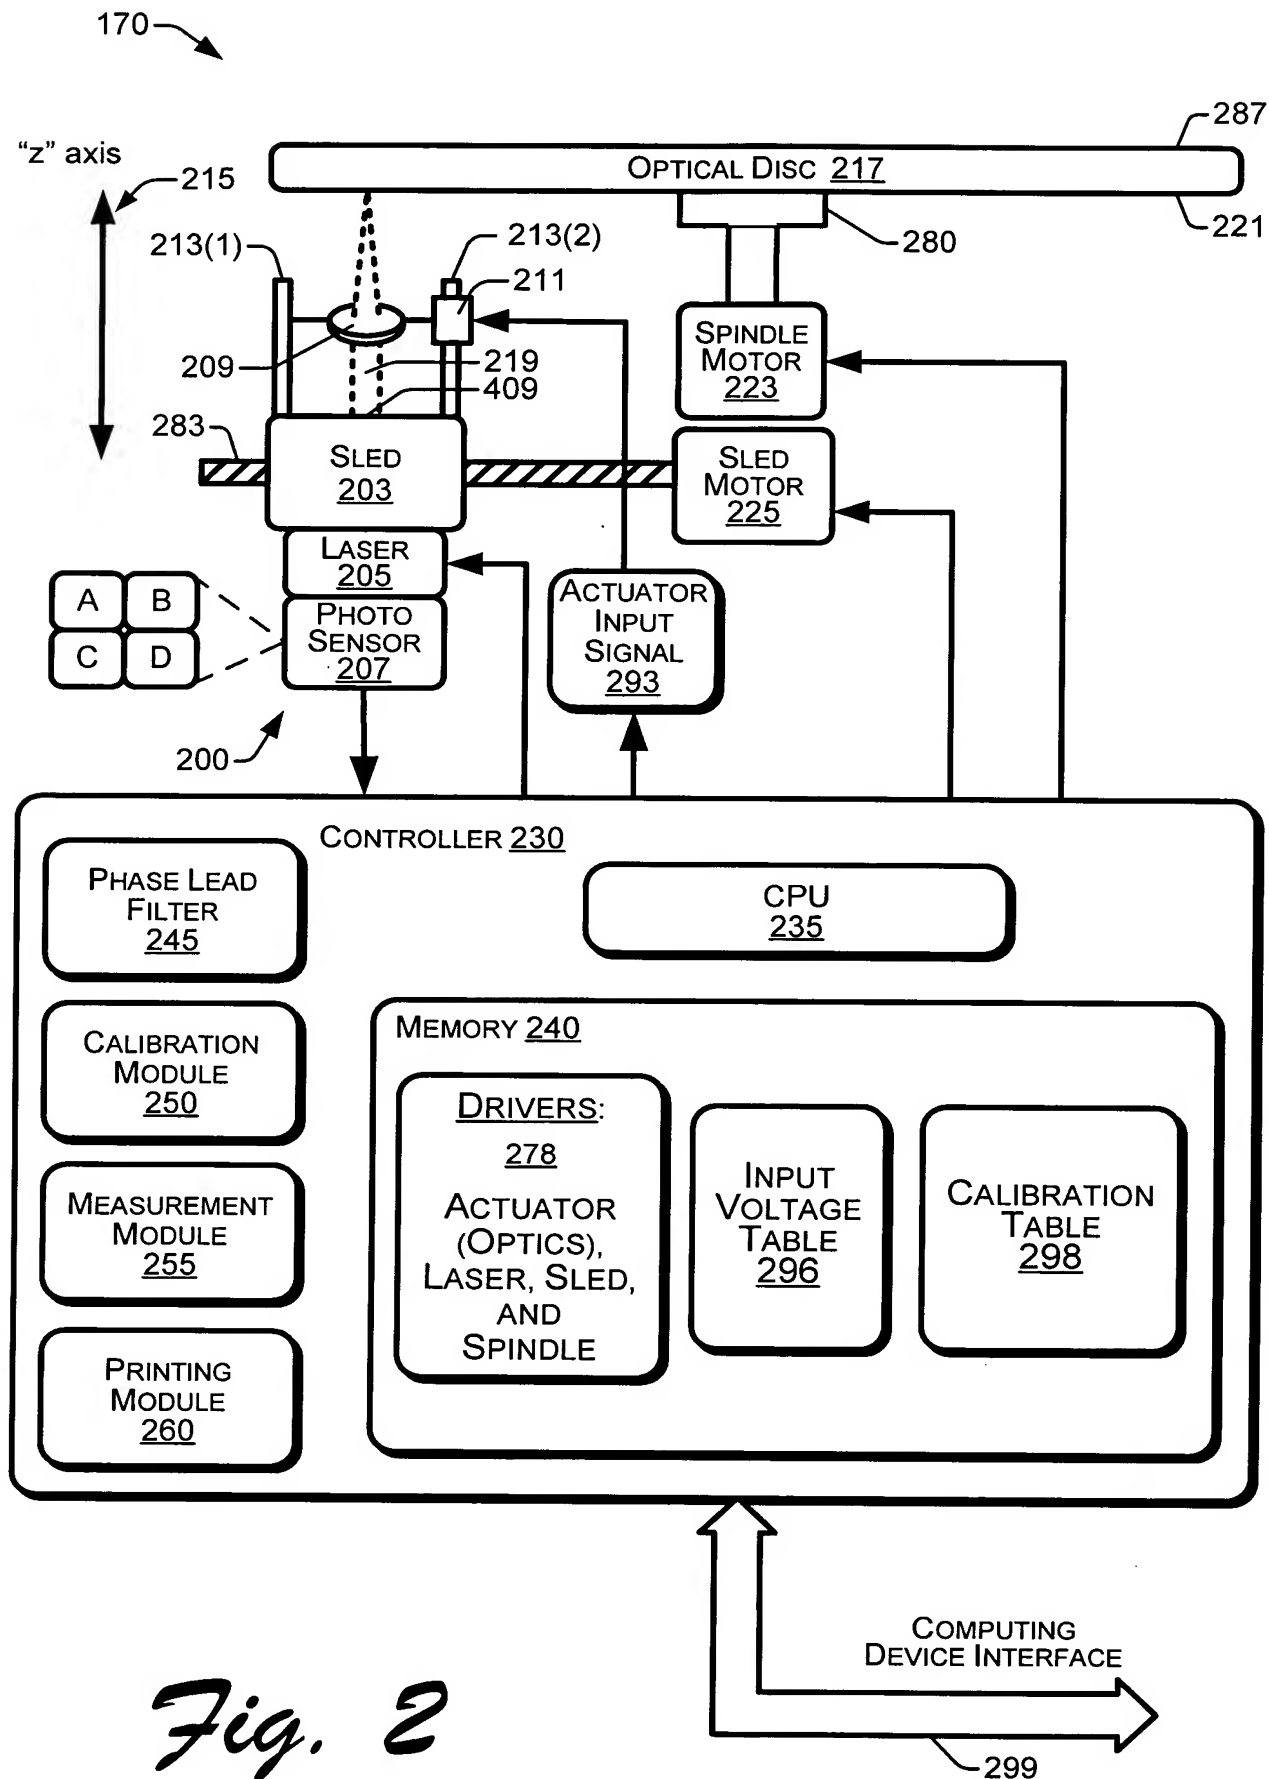 170
"z" axis
215
287
OPTICAL DISC 217
221
280
213(1)
213(2)
211
209
219
409
SPINDLE
MOTOR
223
283
SLED
203
SLED
MOTOR
225
LASER
205
A B
C D
PHOTO
SENSOR
207
ACTUATOR
INPUT
SIGNAL
293
200
CONTROLLER 230
PHASE LEAD
FILTER
245
CPU
235
CALIBRATION
MODULE
250
MEMORY 240
DRIVERS:
278
ACTUATOR
(OPTICS),
LASER, SLED,
AND
SPINDLE
INPUT
VOLTAGE
TABLE
296
CALIBRATION
TABLE
298
MEASUREMENT
MODULE
255
PRINTING
MODULE
260
COMPUTING
DEVICE INTERFACE
299
Fig. 2